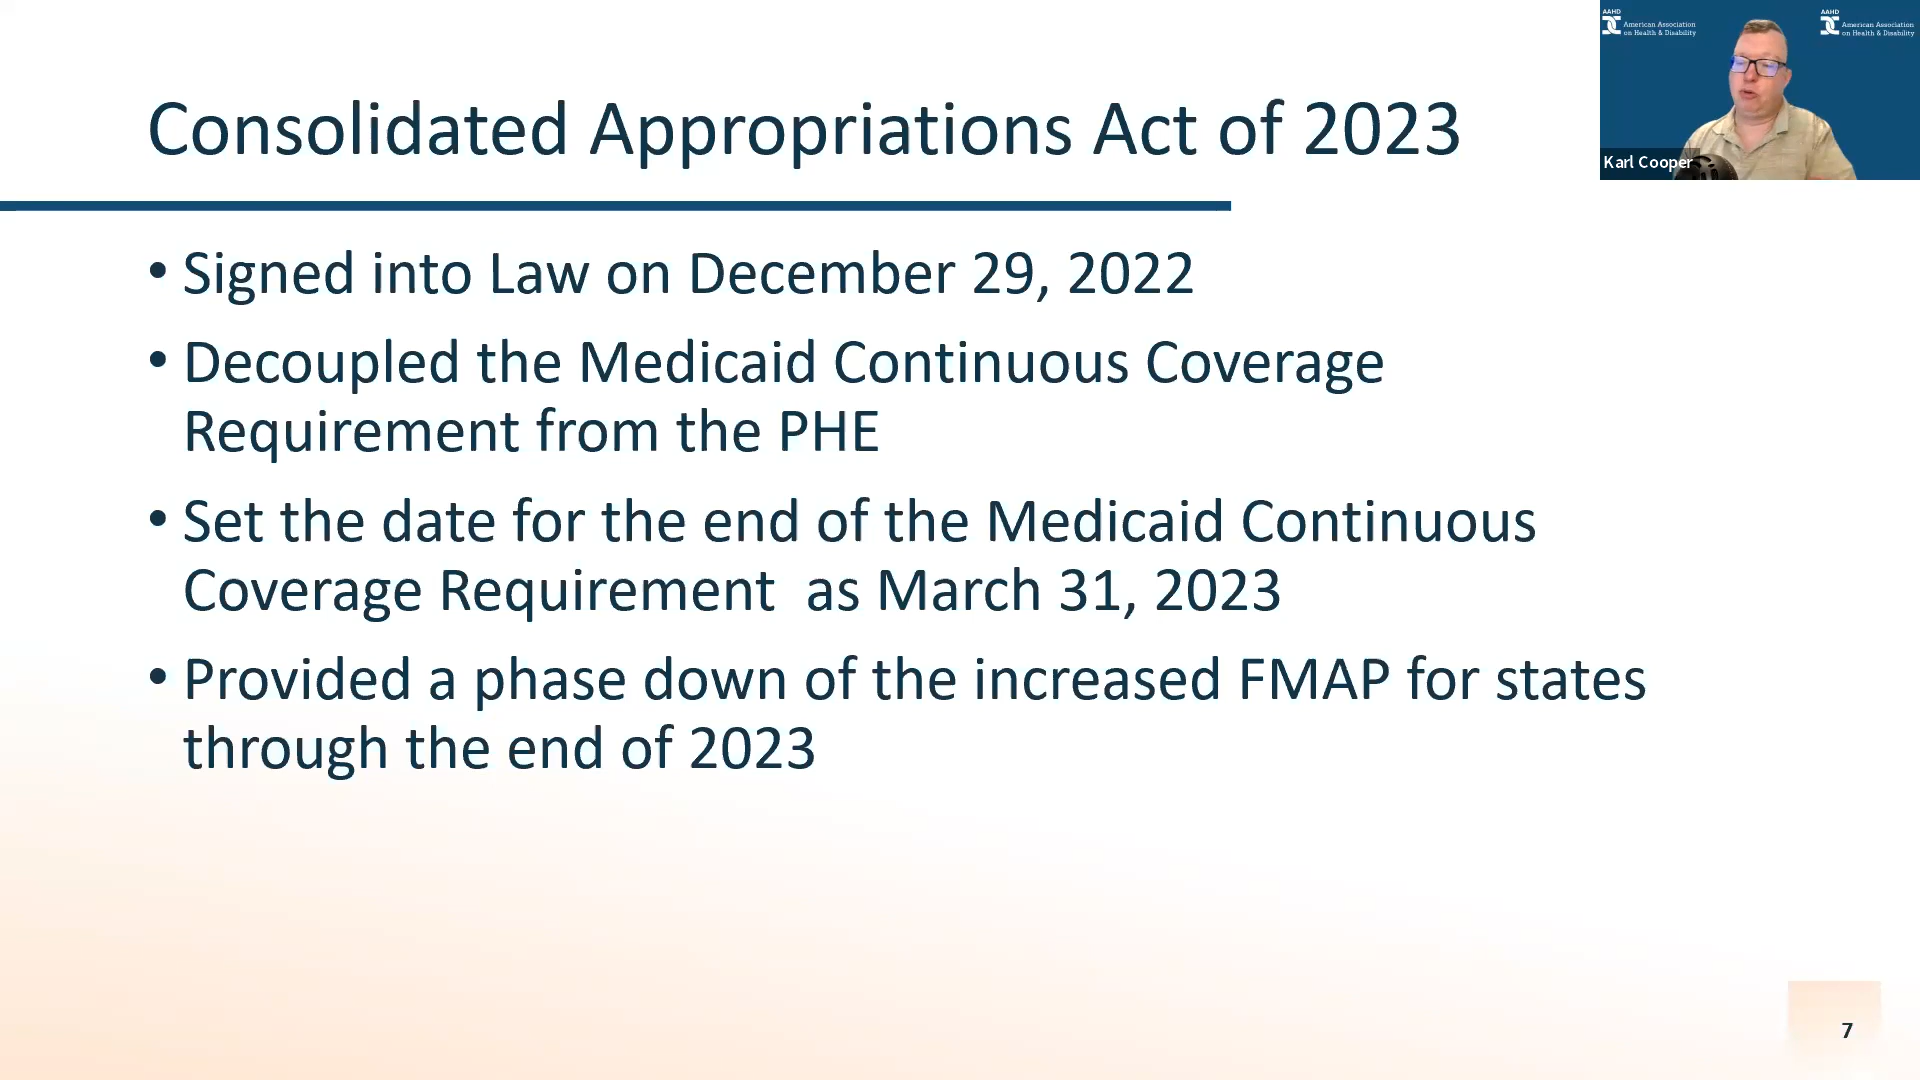 AAHD
American Association
on Health & Disability
AAHD
American Association
on Health & Disability
Karl Cooper
Consolidated Appropriations Act of 2023
• Signed into Law on December 29, 2022
• Decoupled the Medicaid Continuous Coverage
Requirement from the PHE
• Set the date for the end of the Medicaid Continuous
Coverage Requirement  as March 31, 2023
• Provided a phase down of the increased FMAP for states
through the end of 2023
7